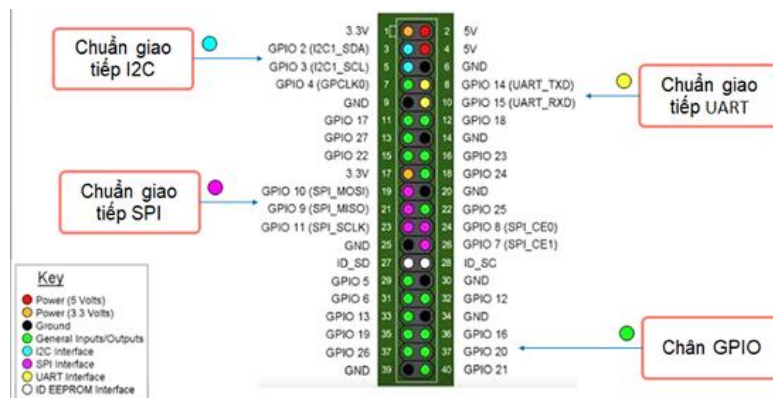 Chuẩn giao
tiếp I2C
Chuẩn giao
tiếp SPI
Chuẩn giao
tiếp UART
Chân GPIO
3.3V 1 2 5V
GPIO 2 (I2C1_SDA) 3 4 5V
GPIO 3 (I2C1_SCL) 5 6 GND
GPIO 4 (GPCLK0) 7 8 GPIO 14 (UART_TXD)
GND 9 10 GPIO 15 (UART_RXD)
GPIO 17 11 12 GPIO 18
GPIO 27 13 14 GND
GPIO 22 15 16 GPIO 23
3.3V 17 18 GPIO 24
GPIO 10 (SPI_MOSI) 19 20 GND
GPIO 9 (SPI_MISO) 21 22 GPIO 25
GPIO 11 (SPI_SCLK) 23 24 GPIO 8 (SPI_CE0)
GND 25 26 GPIO 7 (SPI_CE1)
ID_SD 27 28 ID_SC
GPIO 5 29 30 GND
GPIO 6 31 32 GPIO 12
GPIO 13 33 34 GND
GPIO 19 35 36 GPIO 16
GPIO 26 37 37 GPIO 20
GND 39 40 GPIO 21
Key
Power (5 Volts)
Power (3.3 Volts)
Ground
General Inputs/Outputs
I2C Interface
SPI Interface
UART Interface
ID EEPROM Interface